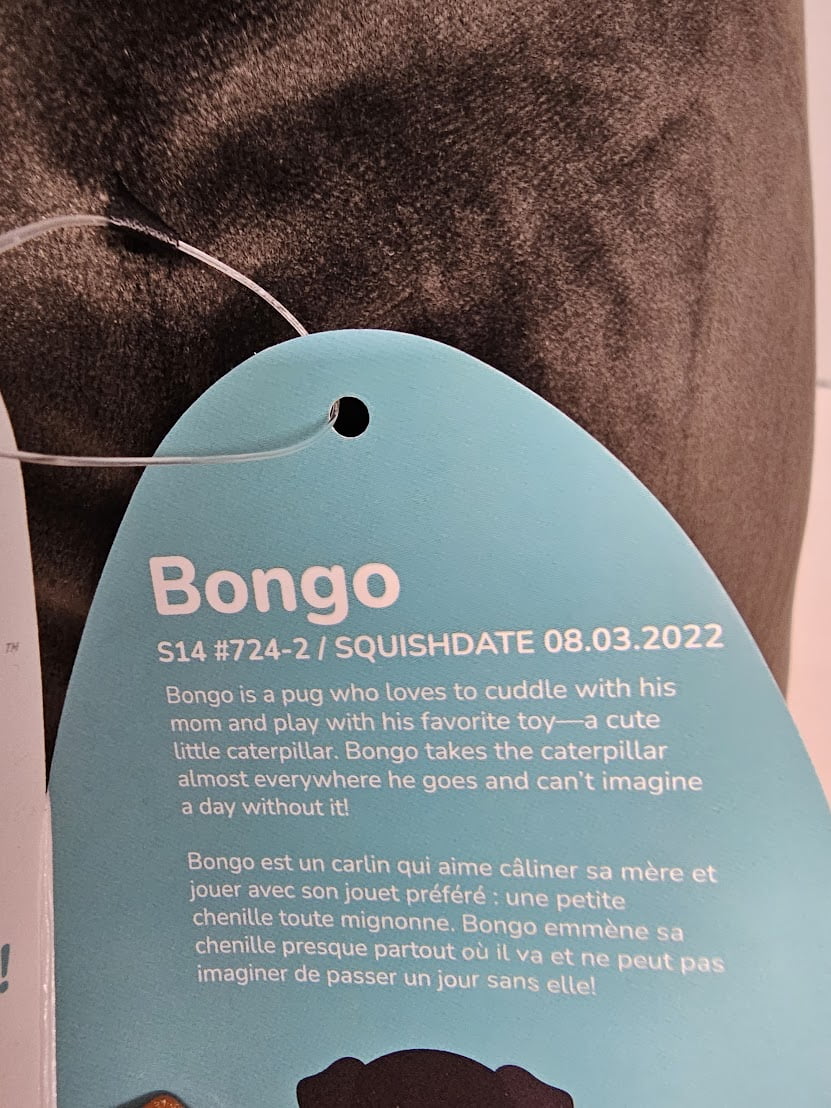 Bongo
S14 #724-2 / SQUISHDATE 08.03.2022
Bongo is a pug who loves to cuddle with his
mom and play with his favorite toy—a cute
little caterpillar. Bongo takes the caterpillar
almost everywhere he goes and can't imagine
a day without it!
Bongo est un carlin qui aime câliner sa mère et
jouer avec son jouet préféré : une petite
chenille toute mignonne. Bongo emmène sa
chenille presque partout où il va et ne peut pas
imaginer de passer un jour sans elle!
TM
!